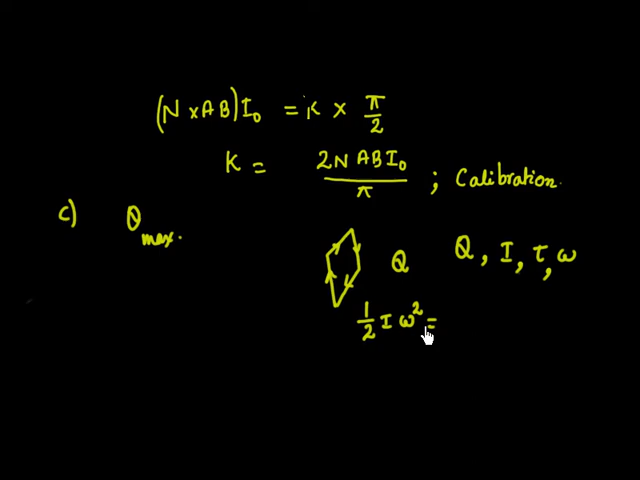 (N × AB) I₀ = K × π/2
K = 2NABI₀/π ; Calibration.
c) θmax.
Q Q, I, τ, ω
1/2 I ω² =